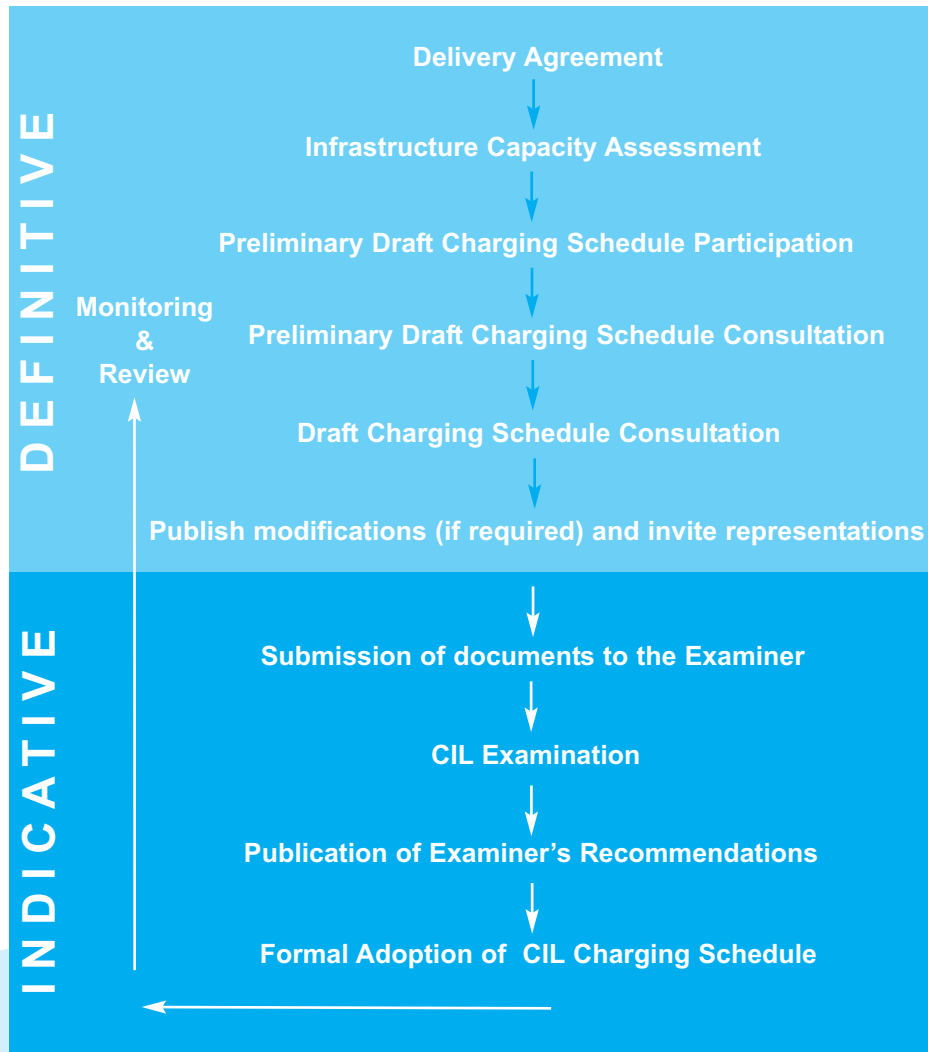 DEFINITIVE
Delivery Agreement
Infrastructure Capacity Assessment
Preliminary Draft Charging Schedule Participation
Monitoring
&
Review
Preliminary Draft Charging Schedule Consultation
Draft Charging Schedule Consultation
Publish modifications (if required) and invite representations
INDICATIVE
Submission of documents to the Examiner
CIL Examination
Publication of Examiner’s Recommendations
Formal Adoption of CIL Charging Schedule